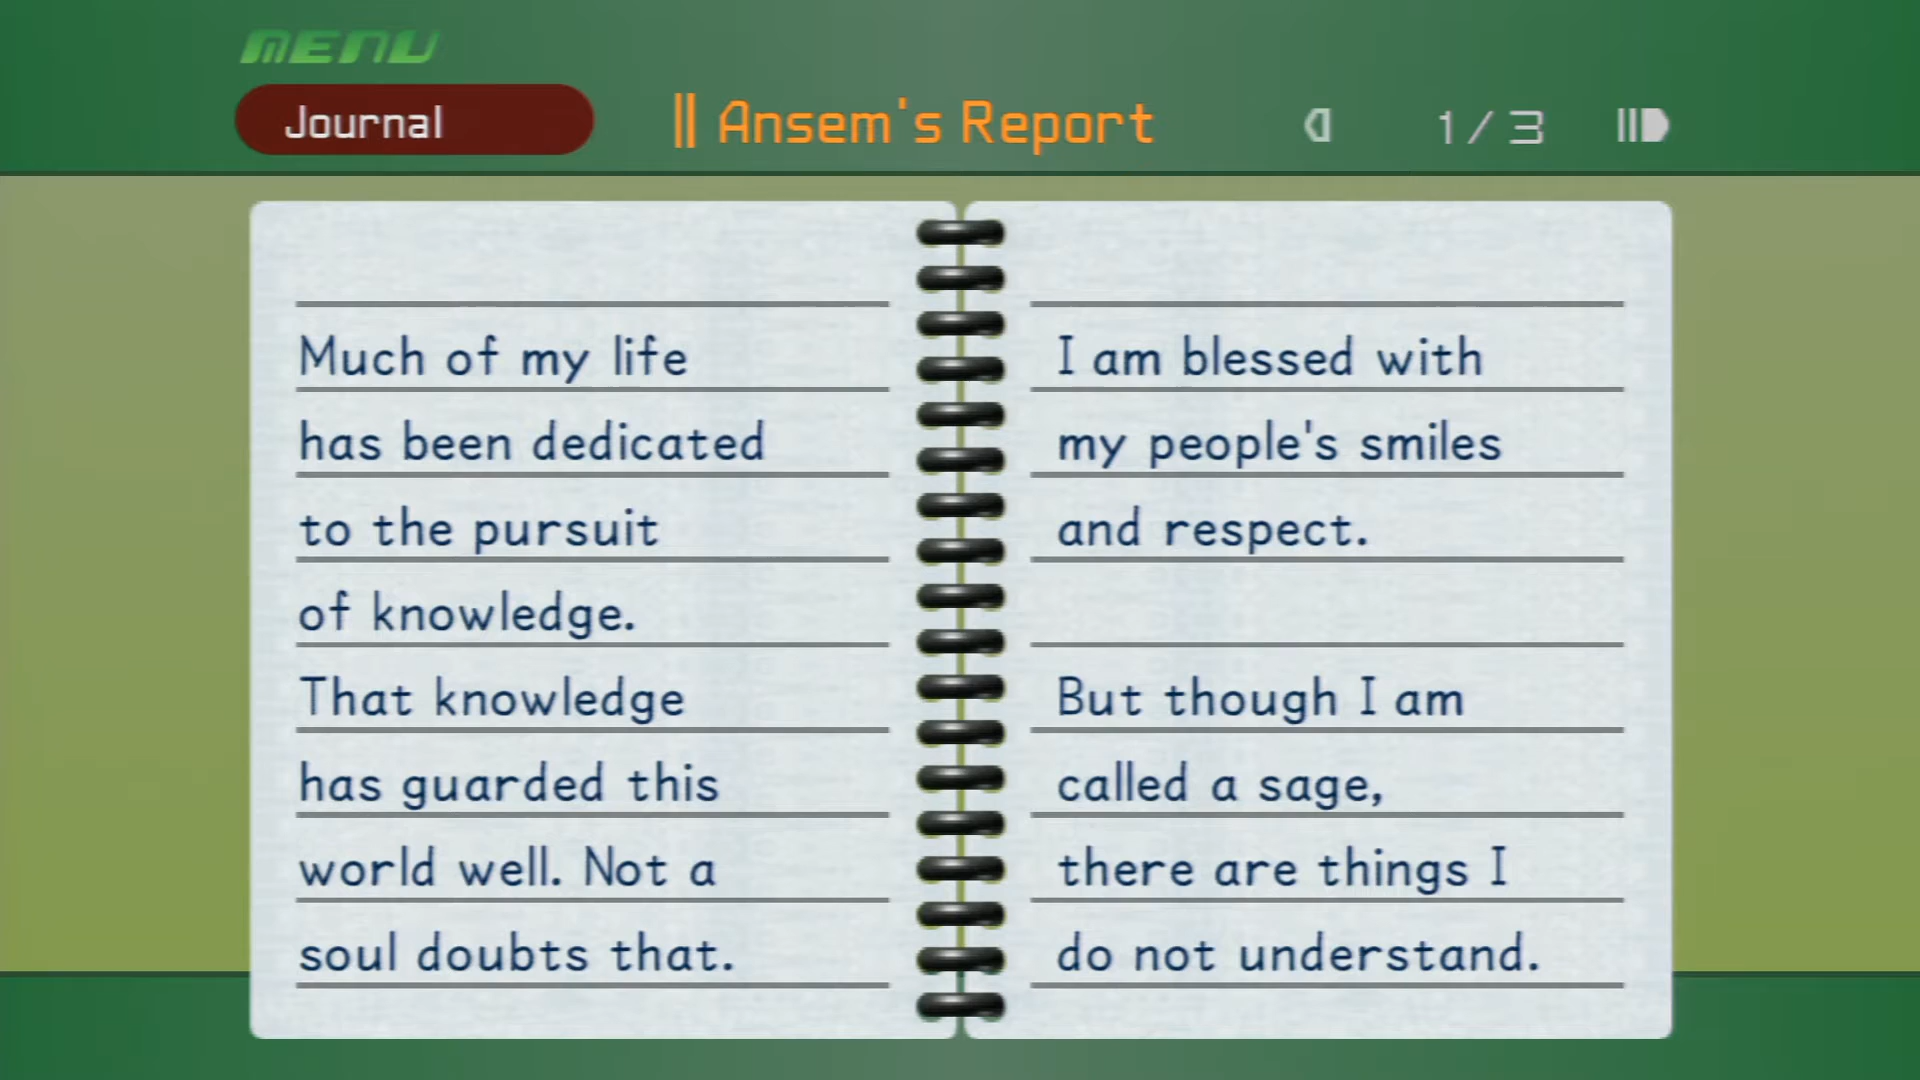 MENU
Journal
Ansem's Report
1/3
Much of my life
has been dedicated
to the pursuit
of knowledge.
That knowledge
has guarded this
world well. Not a
soul doubts that.
I am blessed with
my people's smiles
and respect.
But though I am
called a sage,
there are things I
do not understand.